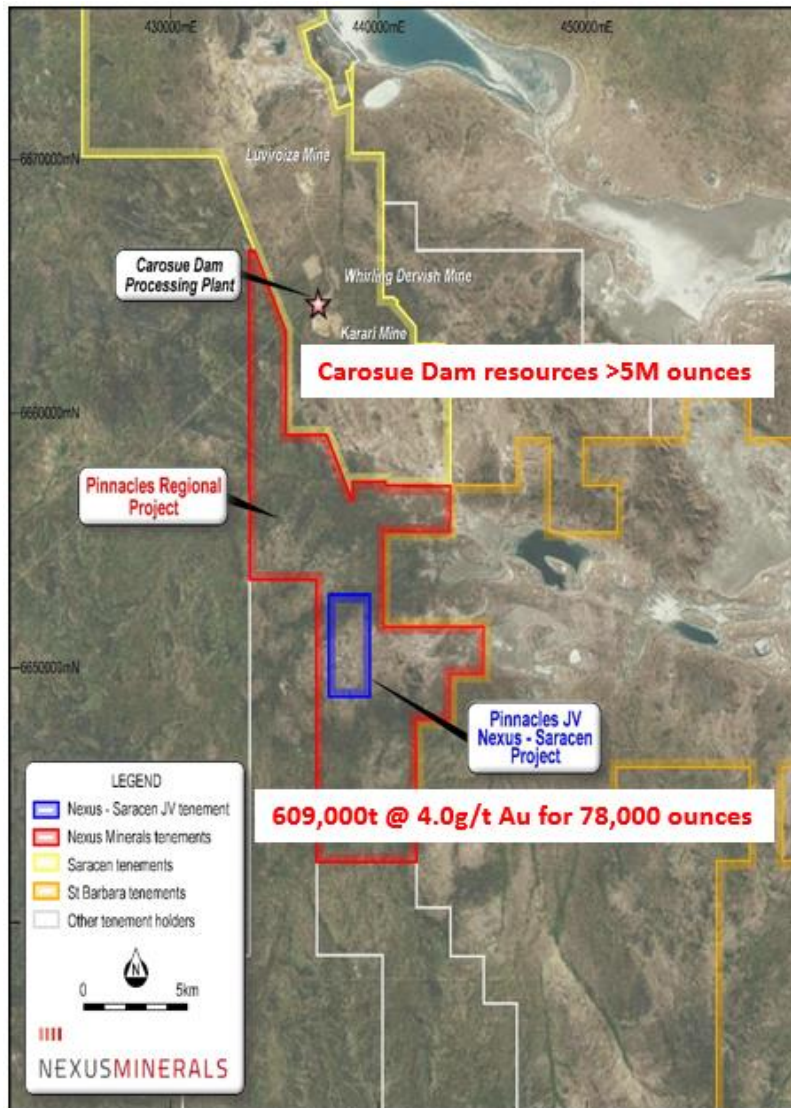 430000mE
440000mE
450000mE
6670000mN
Luvironza Mine
Carosue Dam
Processing Plant
Whirling Dervish Mine
Karari Mine
Carosue Dam resources >5M ounces
6660000mN
Pinnacles Regional
Project
6650000mN
Pinnacles JV
Nexus - Saracen
Project
609,000t @ 4.0g/t Au for 78,000 ounces
LEGEND
Nexus - Saracen JV tenement
Nexus Minerals tenements
Saracen tenements
St Barbara tenements
Other tenement holders
N
0
5km
NEXUSMINERALS